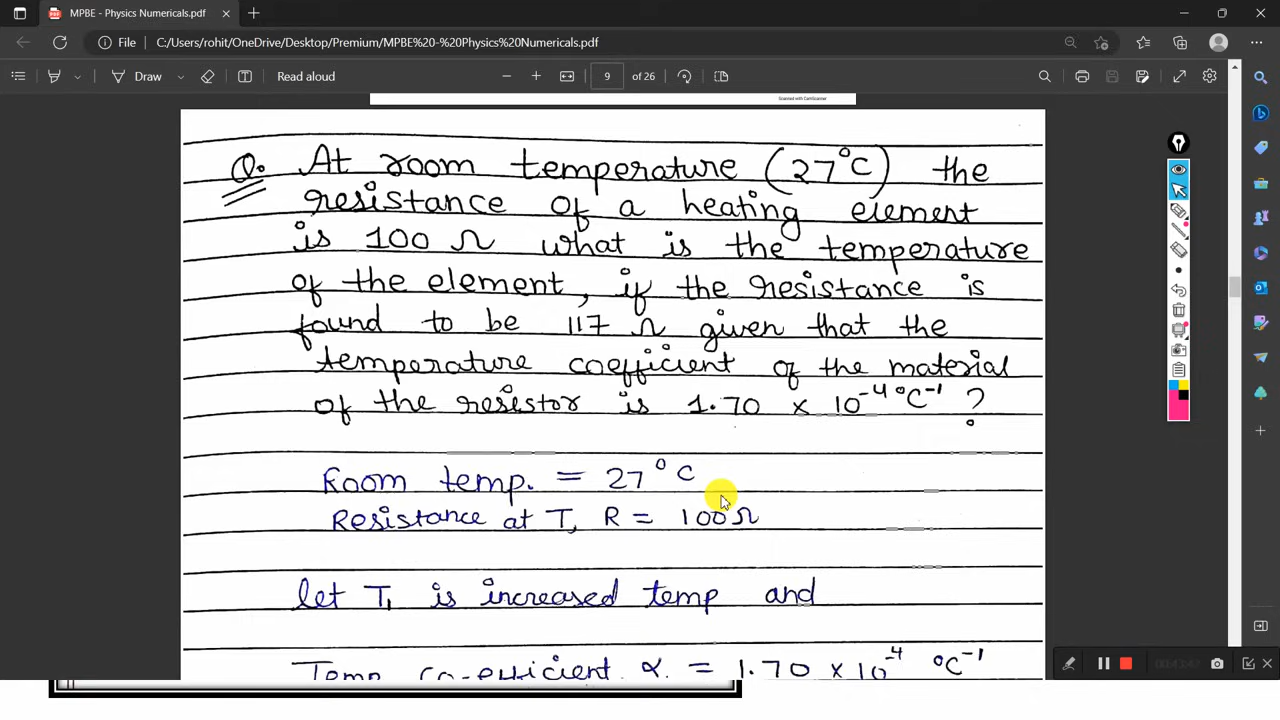 MPBE - Physics Numericals.pdf
File C:/Users/rohit/OneDrive/Desktop/Premium/MPBE%20-%20Physics%20Numericals.pdf
Draw Read aloud 9 of 26
Scanned with CamScanner
Q. At room temperature (27°C) the
resistance of a heating element
is 100 Ω what is the temperature
of the element, if the resistance is
found to be 117 Ω given that the
temperature coefficient of the material
of the resistor is 1.70 x 10⁻⁴ °C⁻¹ ?
Room temp. = 27°C
Resistance at T, R = 100Ω
let T₁ is increased temp and
Temp co-efficient α. = 1.70 x 10⁻⁴ °C⁻¹